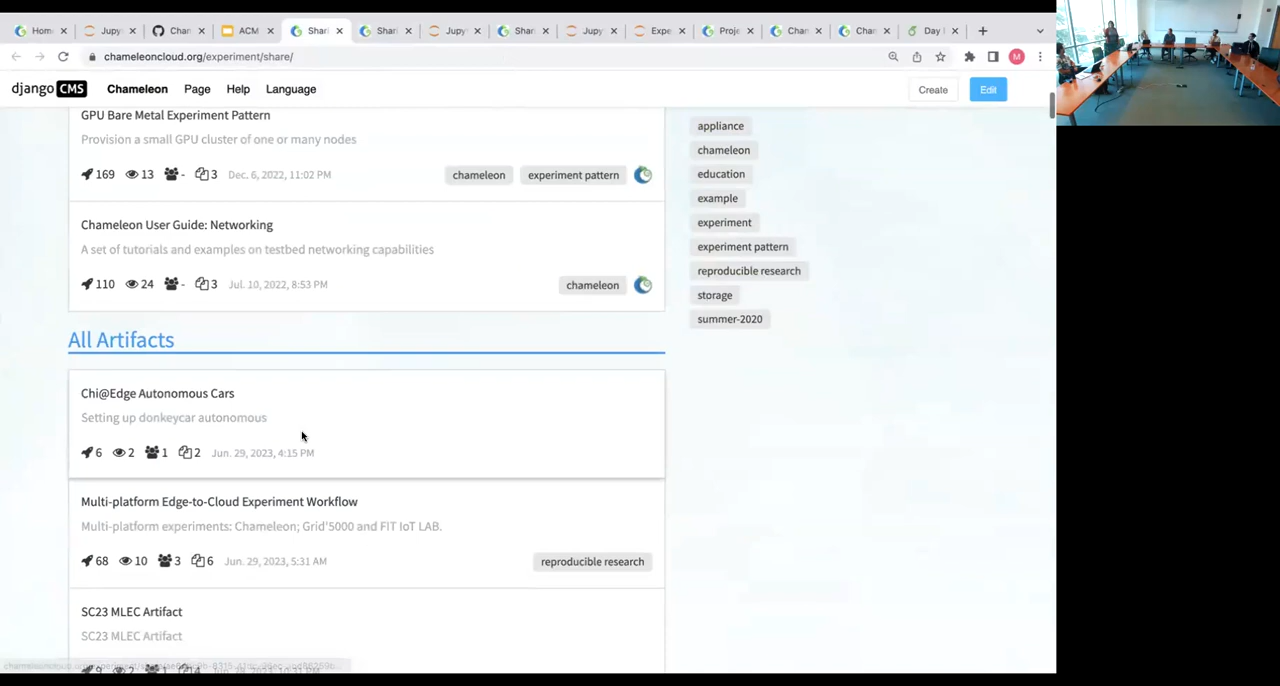 Hom
Jupy
Chan
ACM
Shari
Shari
Jupy
Shar
Jupy
Expe
Proje
Chan
Char
Day
chameleoncloud.org/experiment/share/
M
django CMS
Chameleon
Page
Help
Language
Create
Edit
GPU Bare Metal Experiment Pattern
Provision a small GPU cluster of one or many nodes
169 13 - 3 Dec. 6, 2022, 11:02 PM
chameleon
experiment pattern
Chameleon User Guide: Networking
A set of tutorials and examples on testbed networking capabilities
110 24 - 3 Jul. 10, 2022, 8:53 PM
chameleon
All Artifacts
Chi@Edge Autonomous Cars
Setting up donkeycar autonomous
6 2 1 2 Jun. 29, 2023, 4:15 PM
Multi-platform Edge-to-Cloud Experiment Workflow
Multi-platform experiments: Chameleon; Grid'5000 and FIT IoT LAB.
68 10 3 6 Jun. 29, 2023, 5:31 AM
reproducible research
SC23 MLEC Artifact
SC23 MLEC Artifact
appliance
chameleon
education
example
experiment
experiment pattern
reproducible research
storage
summer-2020